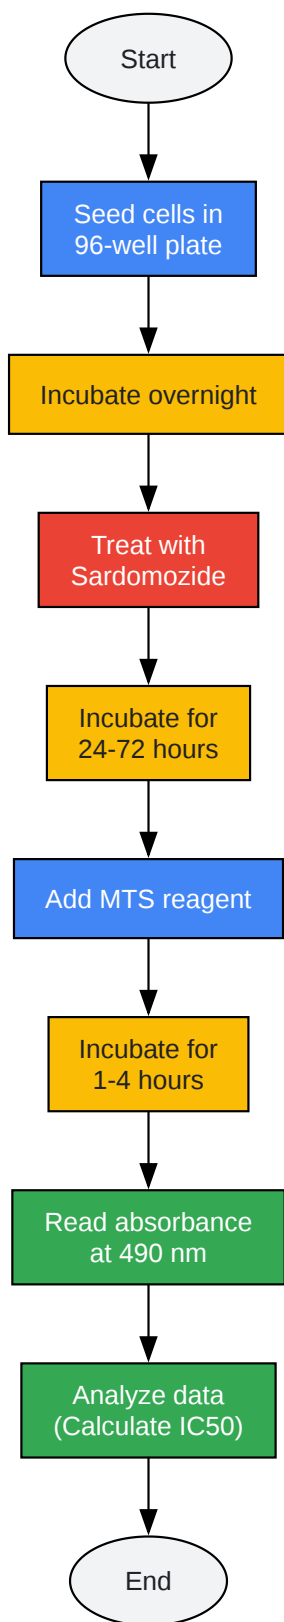 Start
Seed cells in
96-well plate
Incubate overnight
Treat with
Sardomozide
Incubate for
24-72 hours
Add MTS reagent
Incubate for
1-4 hours
Read absorbance
at 490 nm
Analyze data
(Calculate IC50)
End